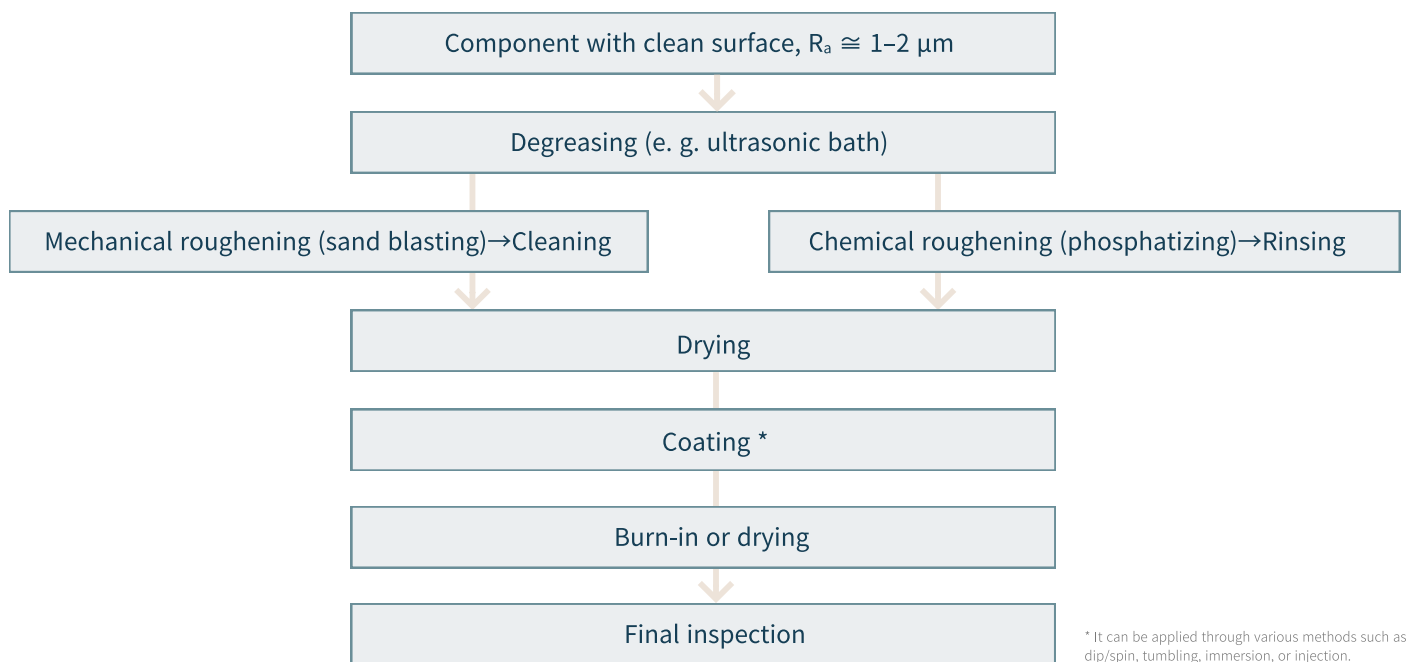 Component with clean surface, Rₐ ≅ 1–2 µm
Degreasing (e. g. ultrasonic bath)
Mechanical roughening (sand blasting)→Cleaning
Chemical roughening (phosphatizing)→Rinsing
Drying
Coating *
Burn-in or drying
Final inspection
* It can be applied through various methods such as
dip/spin, tumbling, immersion, or injection.